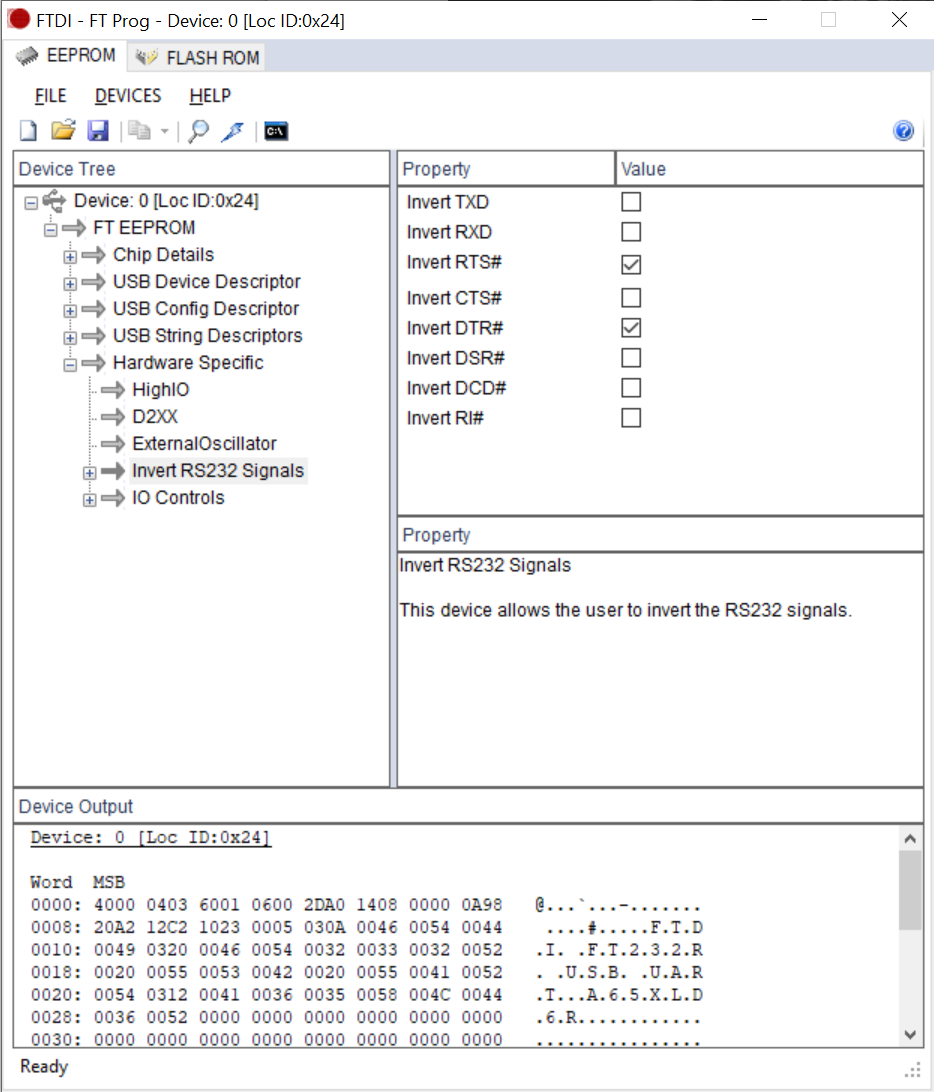 FTDI - FT Prog - Device: 0 [Loc ID:0x24]
EEPROM FLASH ROM
FILE DEVICES HELP
C:\
Device Tree
Device: 0 [Loc ID:0x24]
FT EEPROM
Chip Details
USB Device Descriptor
USB Config Descriptor
USB String Descriptors
Hardware Specific
HighIO
D2XX
ExternalOscillator
Invert RS232 Signals
IO Controls
Property Value
Invert TXD
Invert RXD
Invert RTS#
Invert CTS#
Invert DTR#
Invert DSR#
Invert DCD#
Invert RI#
Property
Invert RS232 Signals
This device allows the user to invert the RS232 signals.
Device Output
Device: 0 [Loc ID:0x24]
Word MSB
0000: 4000 0403 6001 0600 2DA0 1408 0000 0A98 @...`...-.......
0008: 20A2 12C2 1023 0005 030A 0046 0054 0044  ....#.....F.T.D
0010: 0049 0320 0046 0054 0032 0033 0032 0052 .I. .F.T.2.3.2.R
0018: 0020 0055 0053 0042 0020 0055 0041 0052 . .U.S.B. .U.A.R
0020: 0054 0312 0041 0036 0035 0058 004C 0044 .T...A.6.5.X.L.D
0028: 0036 0052 0000 0000 0000 0000 0000 0000 .6.R............
0030: 0000 0000 0000 0000 0000 0000 0000 0000 ................
Ready